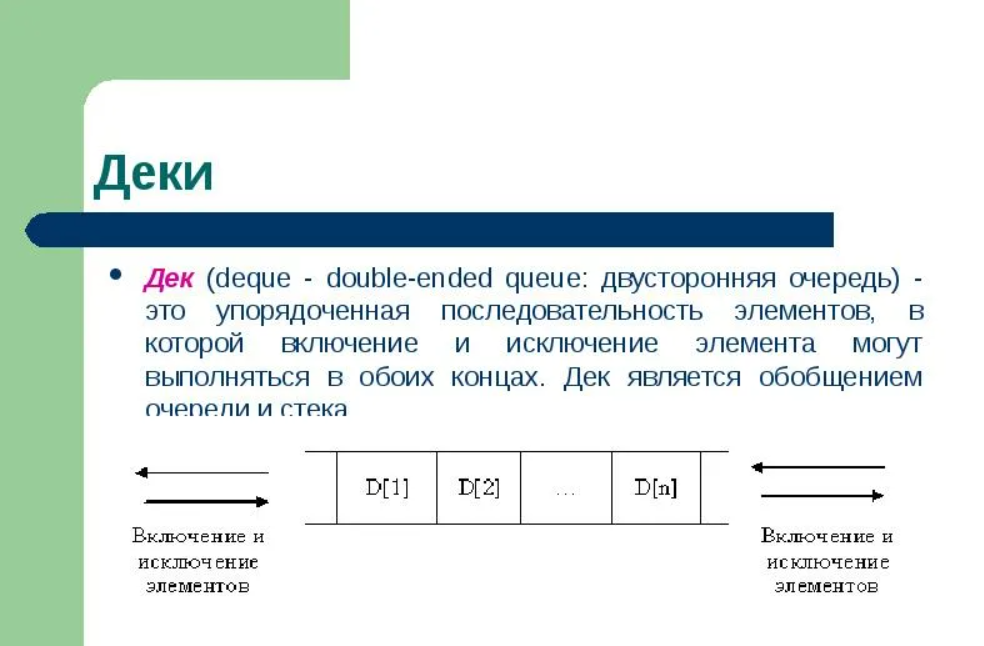 Деки
Дек (deque - double-ended queue: двусторонняя очередь) -
это упорядоченная последовательность элементов, в
которой включение и исключение элемента могут
выполняться в обоих концах. Дек является обобщением
очереди и стека
D[1] D[2] ... D[n]
Включение и
исключение
элементов
Включение и
исключение
элементов